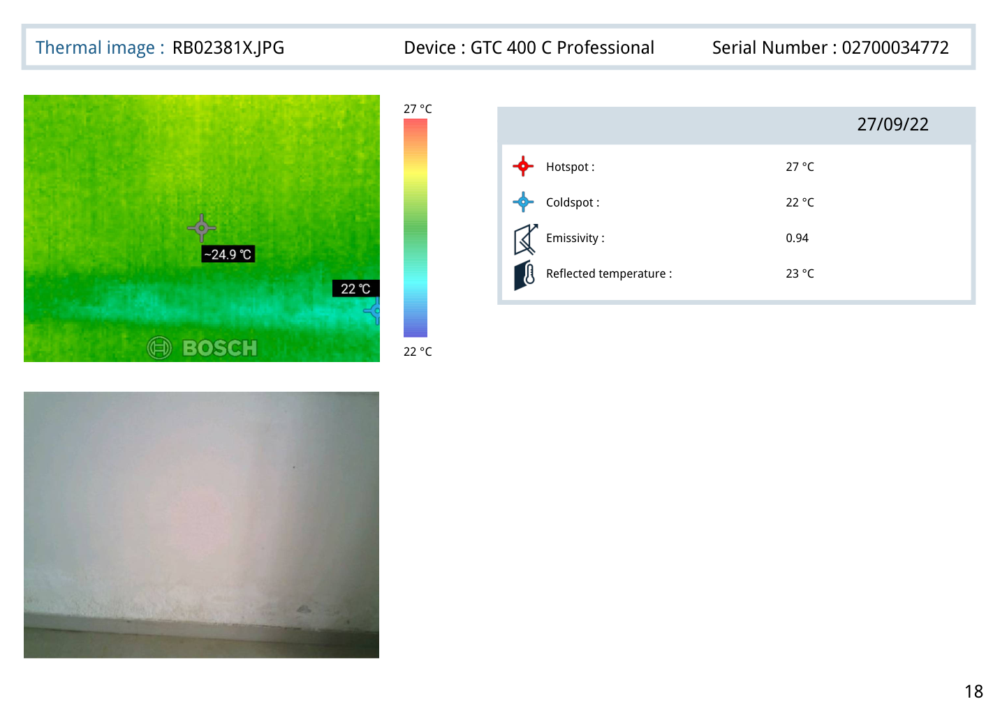 Thermal image : RB02381X.JPG Device : GTC 400 C Professional Serial Number : 02700034772
27 °C
27/09/22
Hotspot : 27 °C
Coldspot : 22 °C
Emissivity : 0.94
~24.9 °C
Reflected temperature : 23 °C
22 °C
BOSCH
22 °C
18